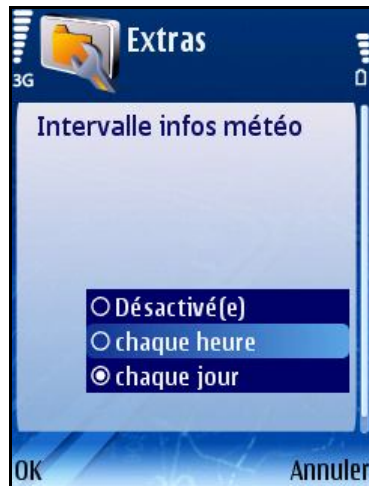 Extras
3G
Intervalle infos météo
Désactivé(e)
chaque heure
chaque jour
OK
Annuler